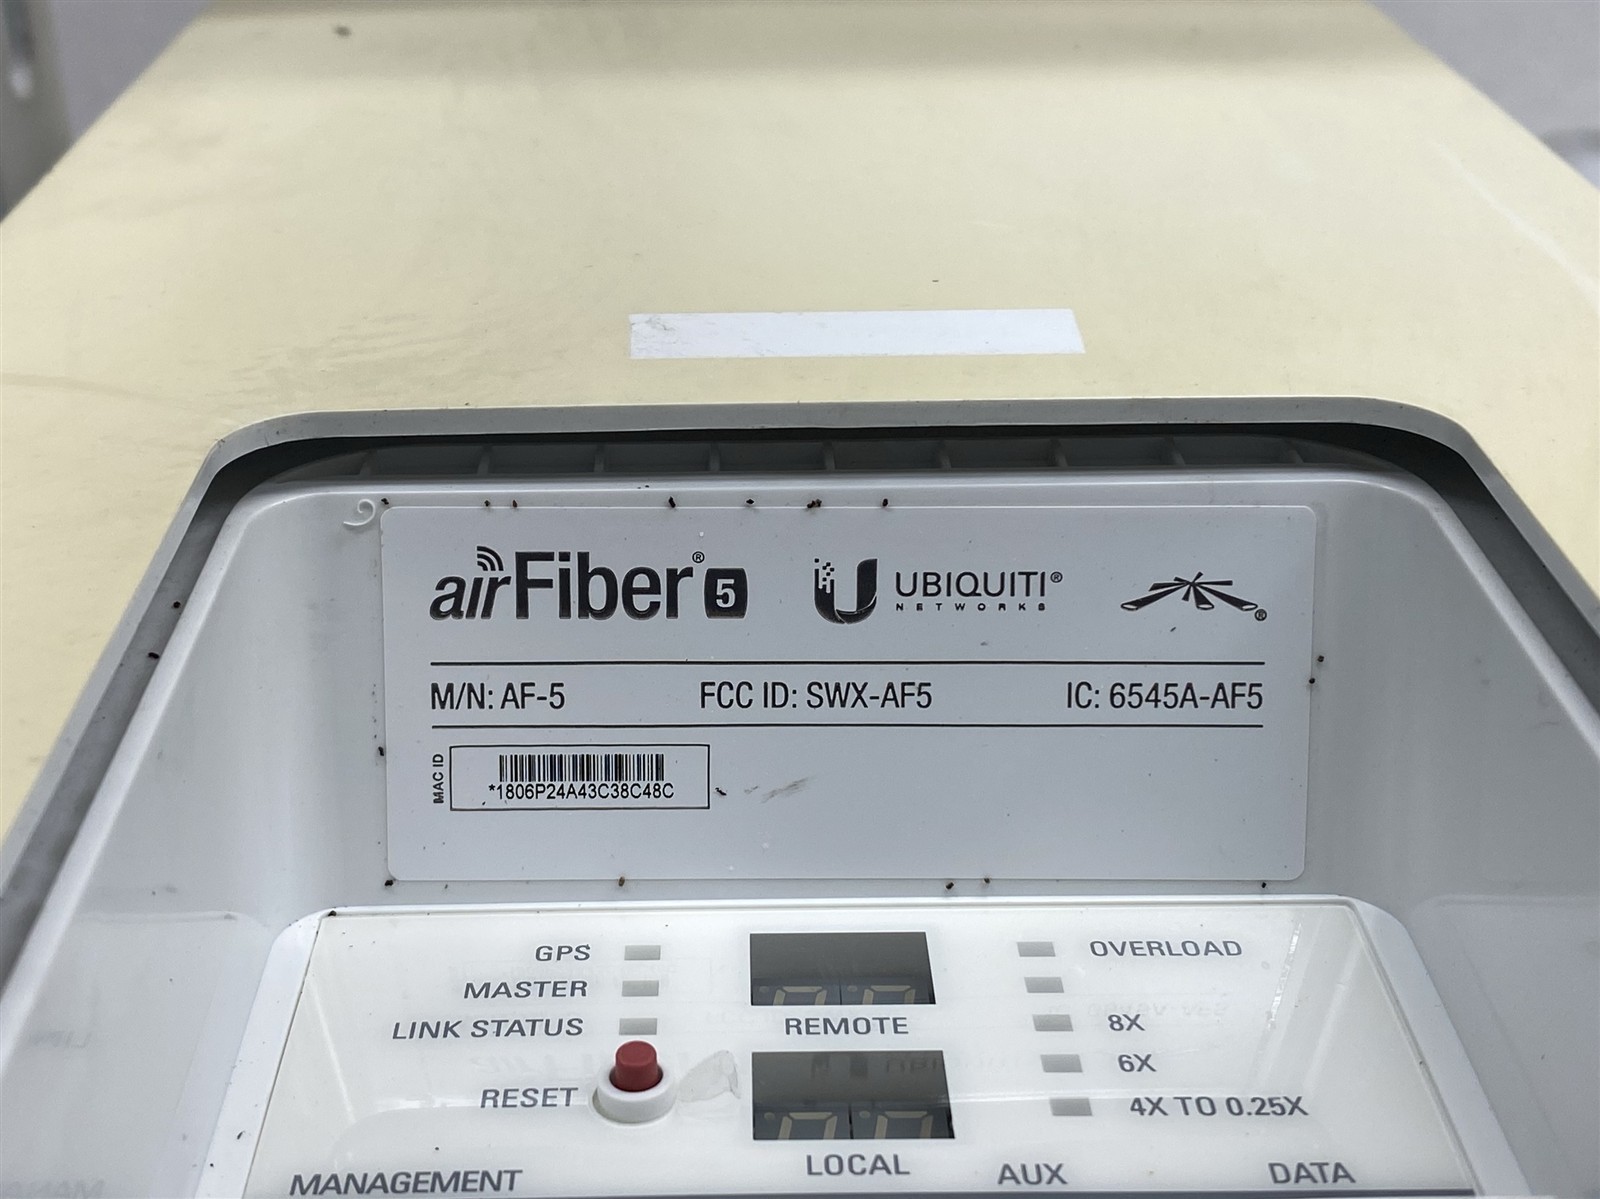 airFiber® 5 UBIQUITI® NETWORKS ®
M/N: AF-5 FCC ID: SWX-AF5 IC: 6545A-AF5
MAC ID
*1806P24A43C38C48C
GPS OVERLOAD
MASTER
LINK STATUS REMOTE 8X
6X
RESET 4X TO 0.25X
MANAGEMENT LOCAL AUX DATA